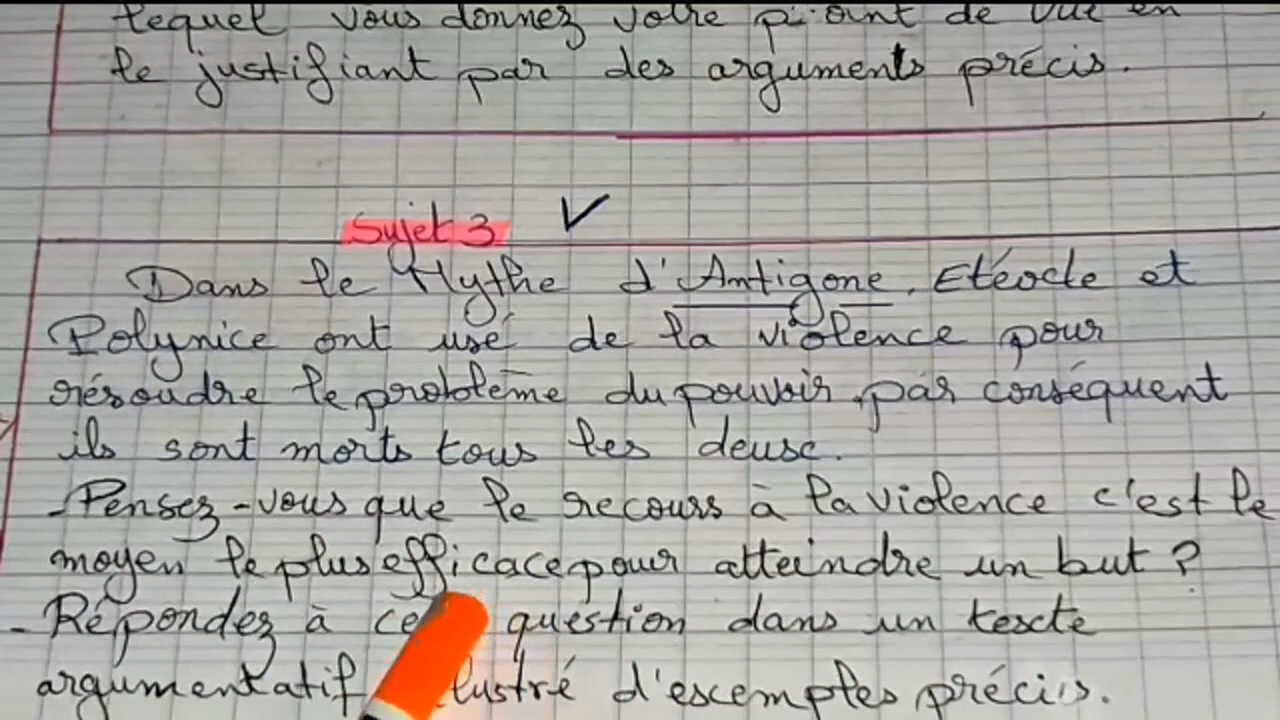 lequel vous donnez votre point de vue en
le justifiant par des arguments précis.
Sujet 3
Dans le Mythe d'Antigone, Etéocle et
Polynice ont usé de la violence pour
résoudre le problème du pouvoir, par conséquent
ils sont morts tous les deux.
-Pensez-vous que le recours à la violence c'est le
moyen le plus efficace pour atteindre un but ?
- Répondez à question dans un texte
argumentatif d'exemples précis.